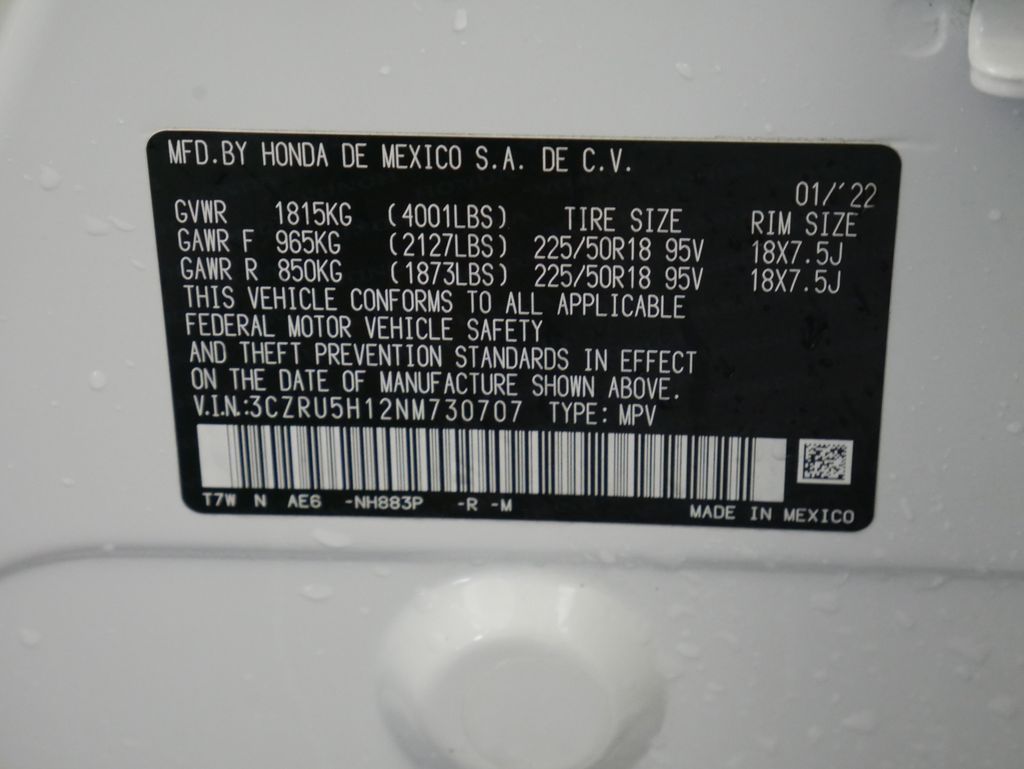 MFD.BY HONDA DE MEXICO S.A. DE C.V.
01/'22
GVWR 1815KG (4001LBS) TIRE SIZE RIM SIZE
GAWR F 965KG (2127LBS) 225/50R18 95V 18X7.5J
GAWR R 850KG (1873LBS) 225/50R18 95V 18X7.5J
THIS VEHICLE CONFORMS TO ALL APPLICABLE
FEDERAL MOTOR VEHICLE SAFETY
AND THEFT PREVENTION STANDARDS IN EFFECT
ON THE DATE OF MANUFACTURE SHOWN ABOVE.
V.I.N.:3CZRU5H12NM730707 TYPE: MPV
T7W N AE6 -NH883P -R -M
MADE IN MEXICO